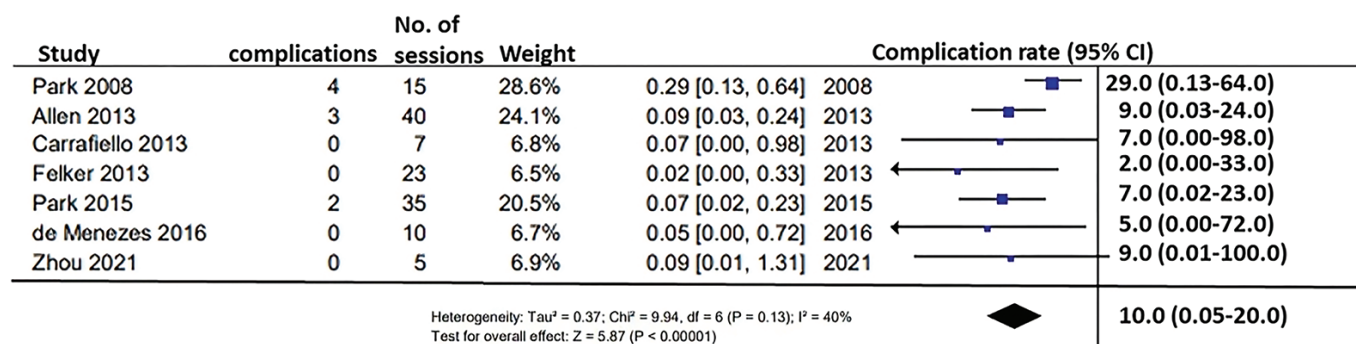 No. of
Study complications sessions Weight Complication rate (95% CI)
Park 2008 4 15 28.6% 0.29 [0.13, 0.64] 2008 29.0 (0.13-64.0)
Allen 2013 3 40 24.1% 0.09 [0.03, 0.24] 2013 9.0 (0.03-24.0)
Carrafiello 2013 0 7 6.8% 0.07 [0.00, 0.98] 2013 7.0 (0.00-98.0)
Felker 2013 0 23 6.5% 0.02 [0.00, 0.33] 2013 2.0 (0.00-33.0)
Park 2015 2 35 20.5% 0.07 [0.02, 0.23] 2015 7.0 (0.02-23.0)
de Menezes 2016 0 10 6.7% 0.05 [0.00, 0.72] 2016 5.0 (0.00-72.0)
Zhou 2021 0 5 6.9% 0.09 [0.01, 1.31] 2021 9.0 (0.01-100.0)
Heterogeneity: Tau² = 0.37; Chi² = 9.94, df = 6 (P = 0.13); I² = 40% 10.0 (0.05-20.0)
Test for overall effect: Z = 5.87 (P < 0.00001)